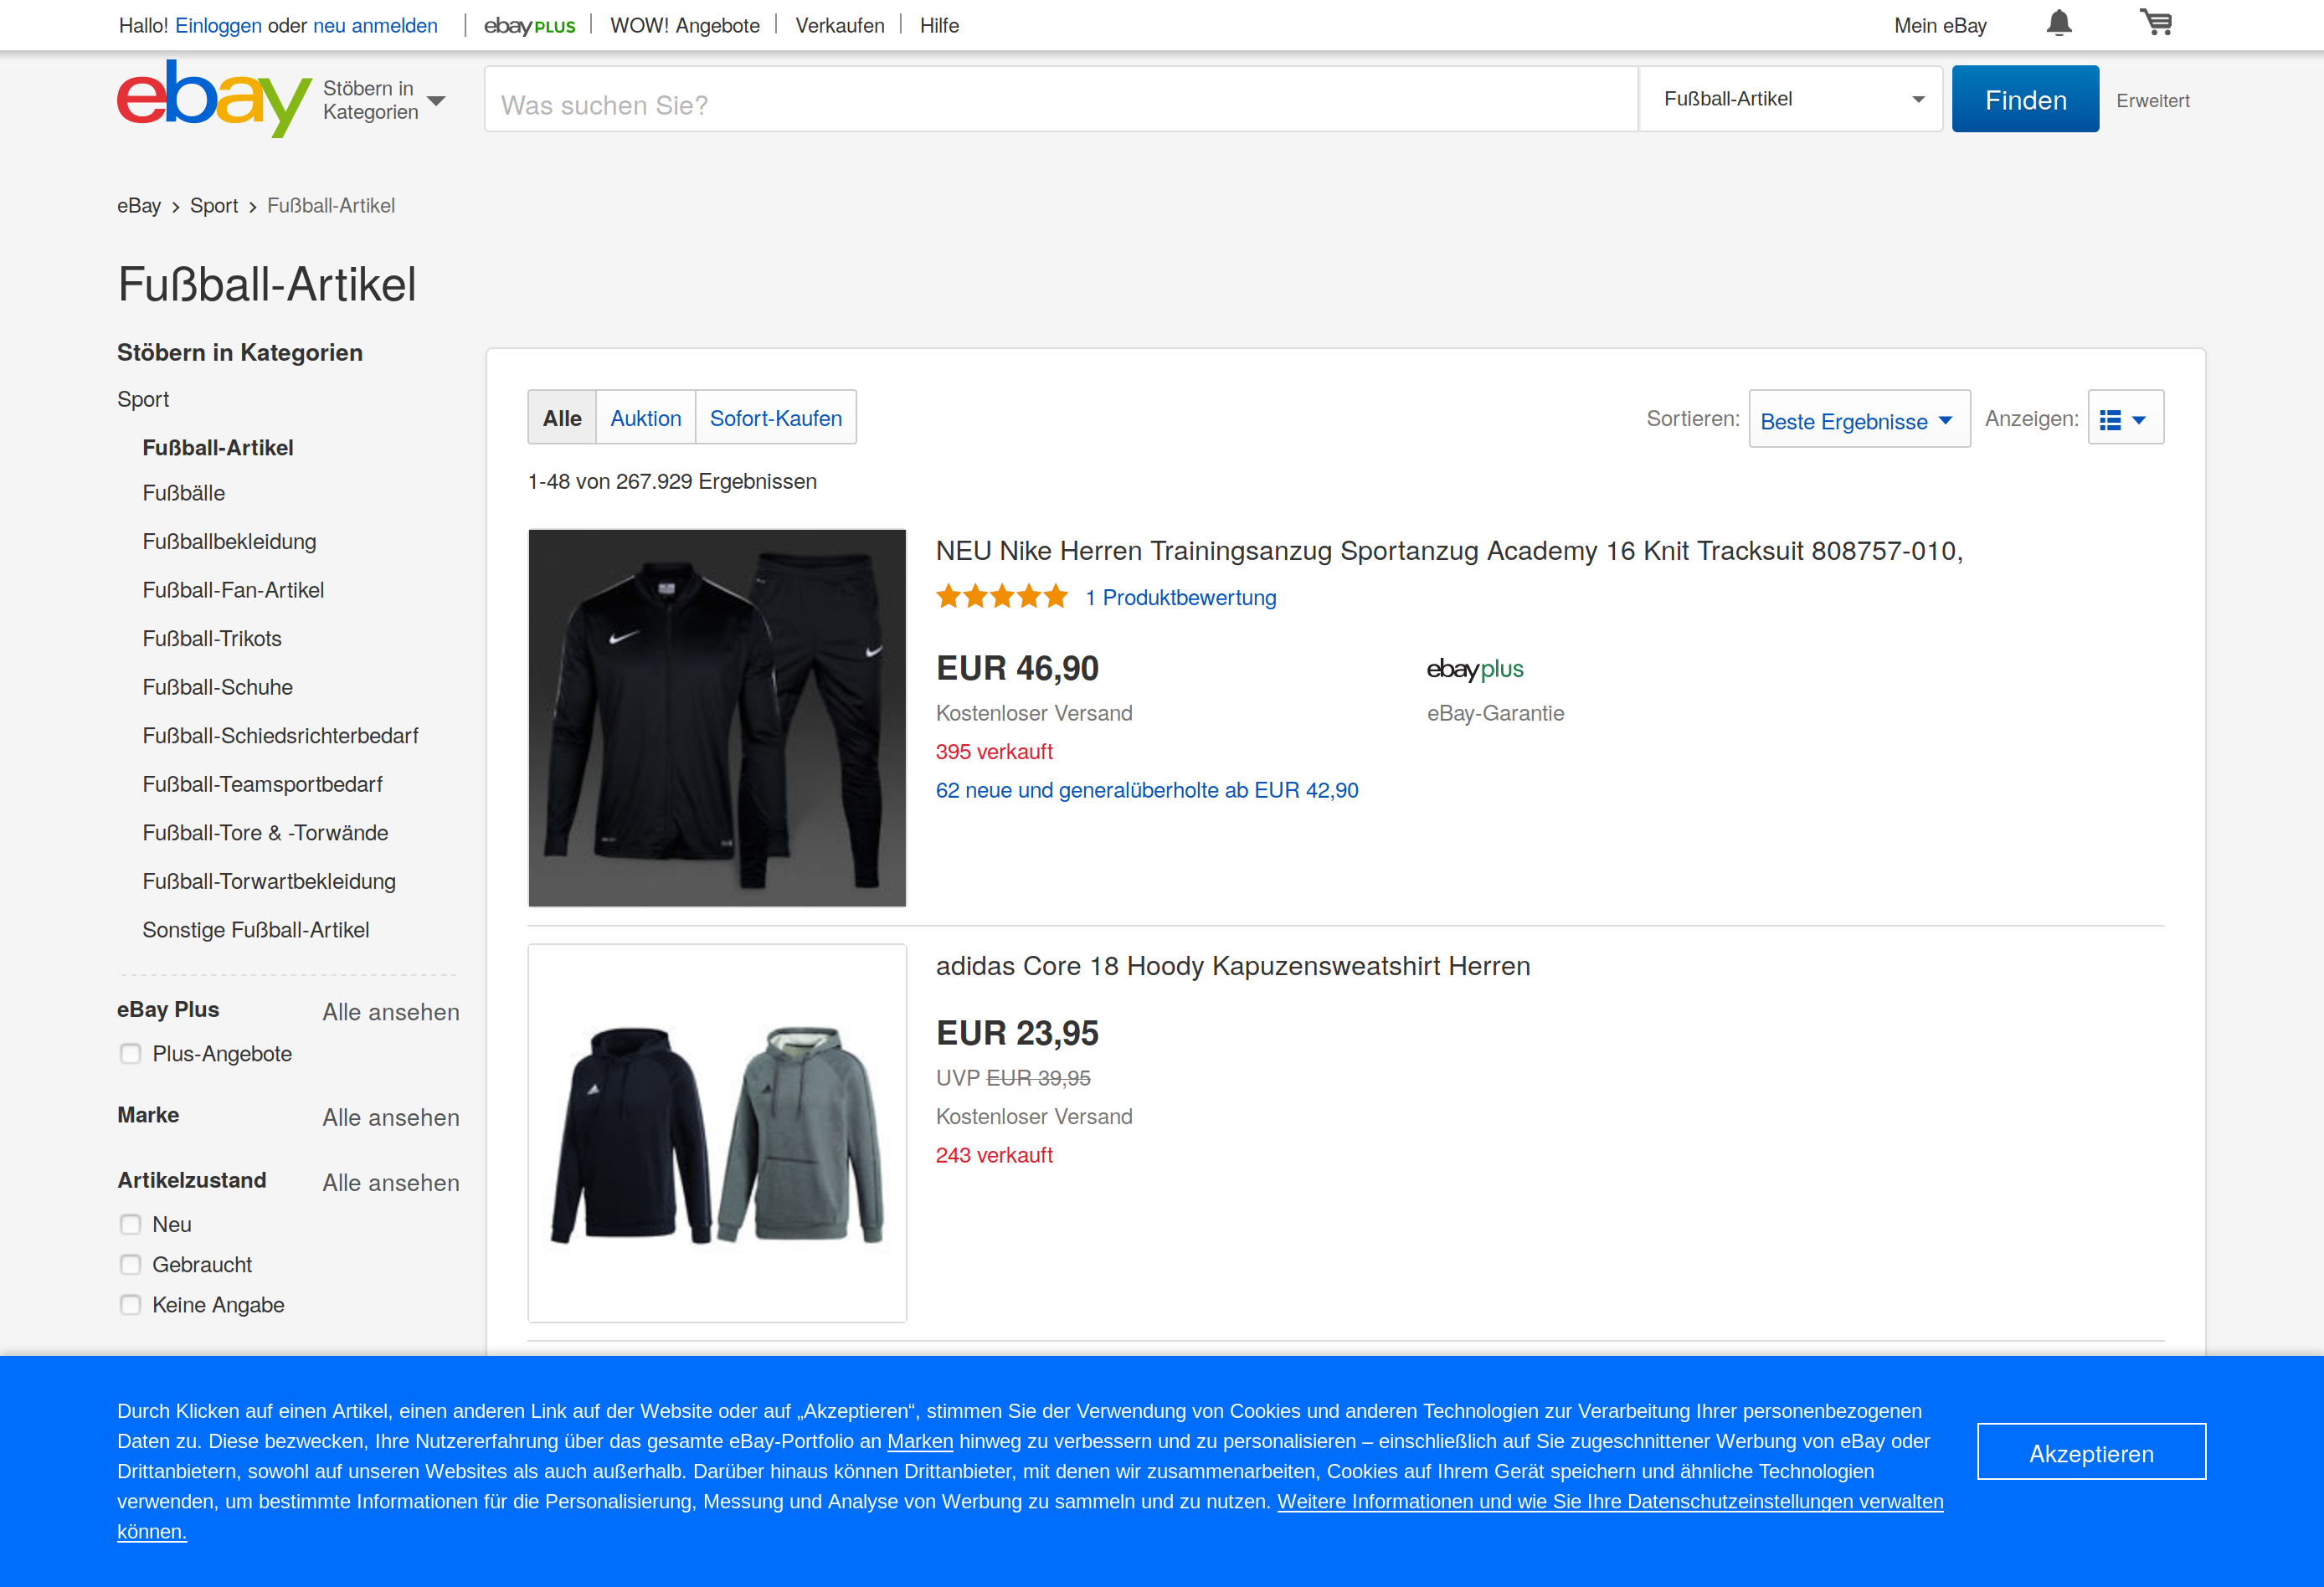 Hallo! Einloggen oder neu anmelden
ebay PLUS
WOW! Angebote
Verkaufen
Hilfe
Mein eBay
ebay
Stöbern in
Kategorien
Was suchen Sie?
Fußball-Artikel
Finden
Erweitert
eBay > Sport > Fußball-Artikel
Fußball-Artikel
Stöbern in Kategorien
Sport
Fußball-Artikel
Fußbälle
Fußballbekleidung
Fußball-Fan-Artikel
Fußball-Trikots
Fußball-Schuhe
Fußball-Schiedsrichterbedarf
Fußball-Teamsportbedarf
Fußball-Tore & -Torwände
Fußball-Torwartbekleidung
Sonstige Fußball-Artikel
eBay Plus
Alle ansehen
Plus-Angebote
Marke
Alle ansehen
Artikelzustand
Alle ansehen
Neu
Gebraucht
Keine Angabe
Alle
Auktion
Sofort-Kaufen
Sortieren:
Beste Ergebnisse
Anzeigen:
1-48 von 267.929 Ergebnissen
NEU Nike Herren Trainingsanzug Sportanzug Academy 16 Knit Tracksuit 808757-010,
1 Produktbewertung
EUR 46,90
Kostenloser Versand
395 verkauft
62 neue und generalüberholte ab EUR 42,90
ebay plus
eBay-Garantie
adidas Core 18 Hoody Kapuzensweatshirt Herren
EUR 23,95
UVP EUR 39,95
Kostenloser Versand
243 verkauft
Durch Klicken auf einen Artikel, einen anderen Link auf der Website oder auf „Akzeptieren“, stimmen Sie der Verwendung von Cookies und anderen Technologien zur Verarbeitung Ihrer personenbezogenen
Daten zu. Diese bezwecken, Ihre Nutzererfahrung über das gesamte eBay-Portfolio an Marken hinweg zu verbessern und zu personalisieren – einschließlich auf Sie zugeschnittener Werbung von eBay oder
Drittanbietern, sowohl auf unseren Websites als auch außerhalb. Darüber hinaus können Drittanbieter, mit denen wir zusammenarbeiten, Cookies auf Ihrem Gerät speichern und ähnliche Technologien
verwenden, um bestimmte Informationen für die Personalisierung, Messung und Analyse von Werbung zu sammeln und zu nutzen. Weitere Informationen und wie Sie Ihre Datenschutzeinstellungen verwalten
können.
Akzeptieren